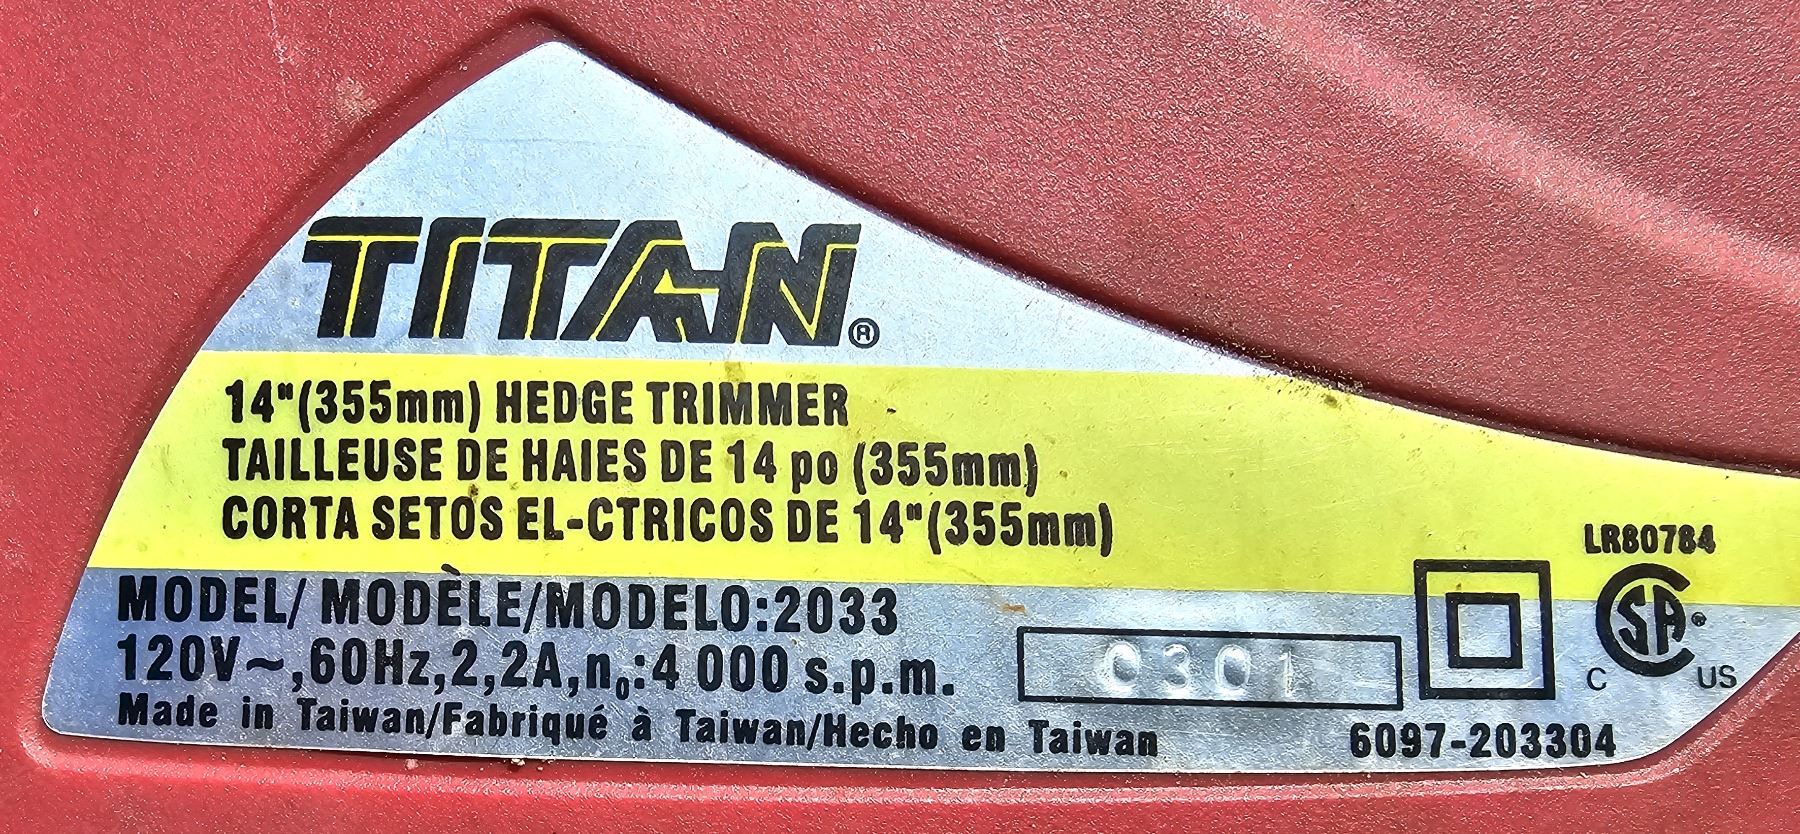 TITAN®
14"(355mm) HEDGE TRIMMER
TAILLEUSE DE HAIES DE 14 po (355mm)
CORTA SETOS EL-CTRICOS DE 14"(355mm)
LR80784
MODEL/ MODÈLE/MODELO:2033
120V~,60Hz,2,2A,n₀:4 000 s.p.m.
0301
C SA® US
Made in Taiwan/Fabriqué à Taiwan/Hecho en Taiwan
6097-203304